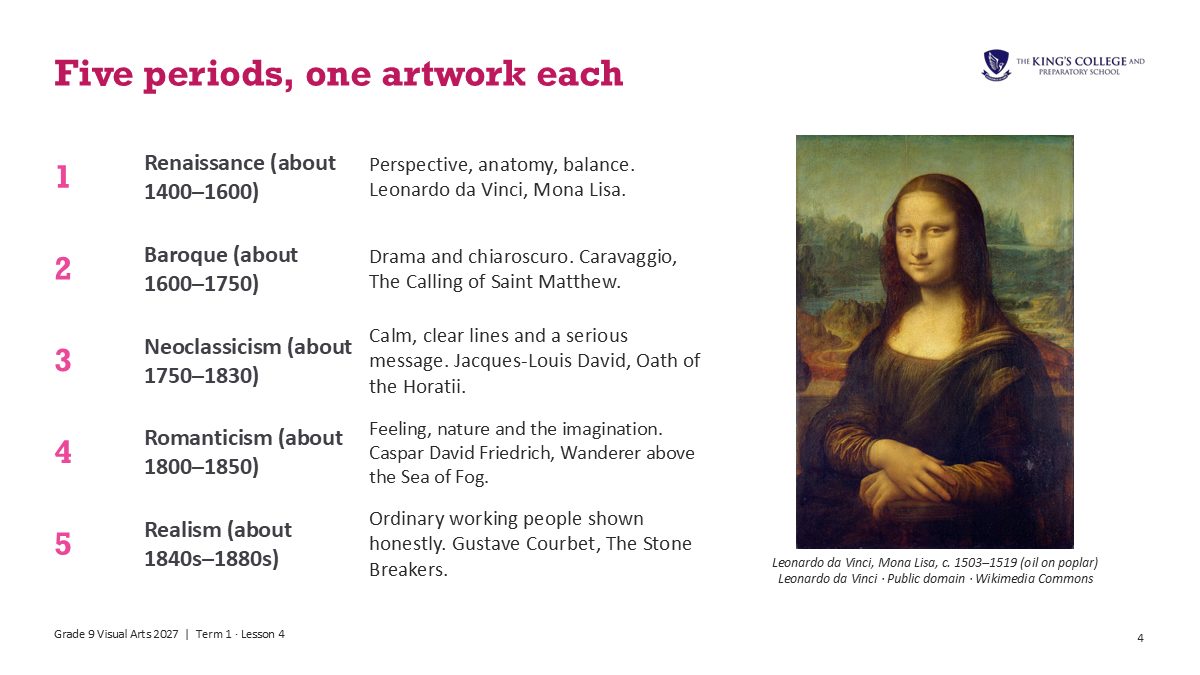 Five periods, one artwork each
THE KING'S COLLEGE AND
PREPARATORY SCHOOL
1
Renaissance (about
1400–1600)
Perspective, anatomy, balance.
Leonardo da Vinci, Mona Lisa.
2
Baroque (about
1600–1750)
Drama and chiaroscuro. Caravaggio,
The Calling of Saint Matthew.
3
Neoclassicism (about
1750–1830)
Calm, clear lines and a serious
message. Jacques-Louis David, Oath of
the Horatii.
4
Romanticism (about
1800–1850)
Feeling, nature and the imagination.
Caspar David Friedrich, Wanderer above
the Sea of Fog.
5
Realism (about
1840s–1880s)
Ordinary working people shown
honestly. Gustave Courbet, The Stone
Breakers.
Leonardo da Vinci, Mona Lisa, c. 1503–1519 (oil on poplar)
Leonardo da Vinci · Public domain · Wikimedia Commons
Grade 9 Visual Arts 2027 | Term 1 · Lesson 4
4